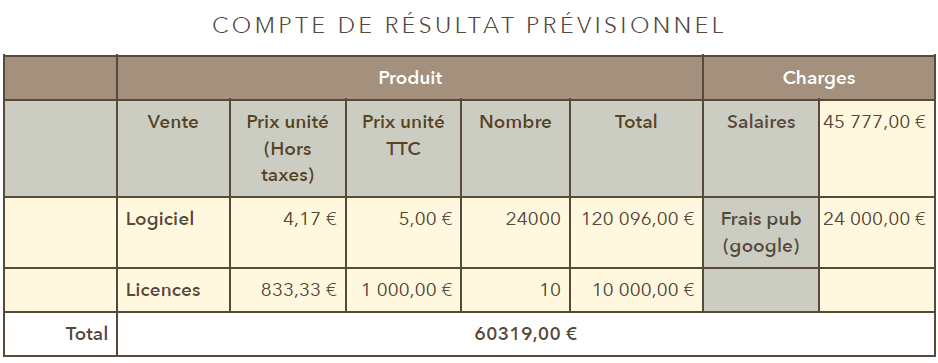 COMPTE DE RÉSULTAT PRÉVISIONNEL
Produit Charges
Vente Prix unité (Hors taxes) Prix unité TTC Nombre Total Salaires 45 777,00 €
Logiciel 4,17 € 5,00 € 24000 120 096,00 € Frais pub (google) 24 000,00 €
Licences 833,33 € 1 000,00 € 10 10 000,00 €
Total 60319,00 €